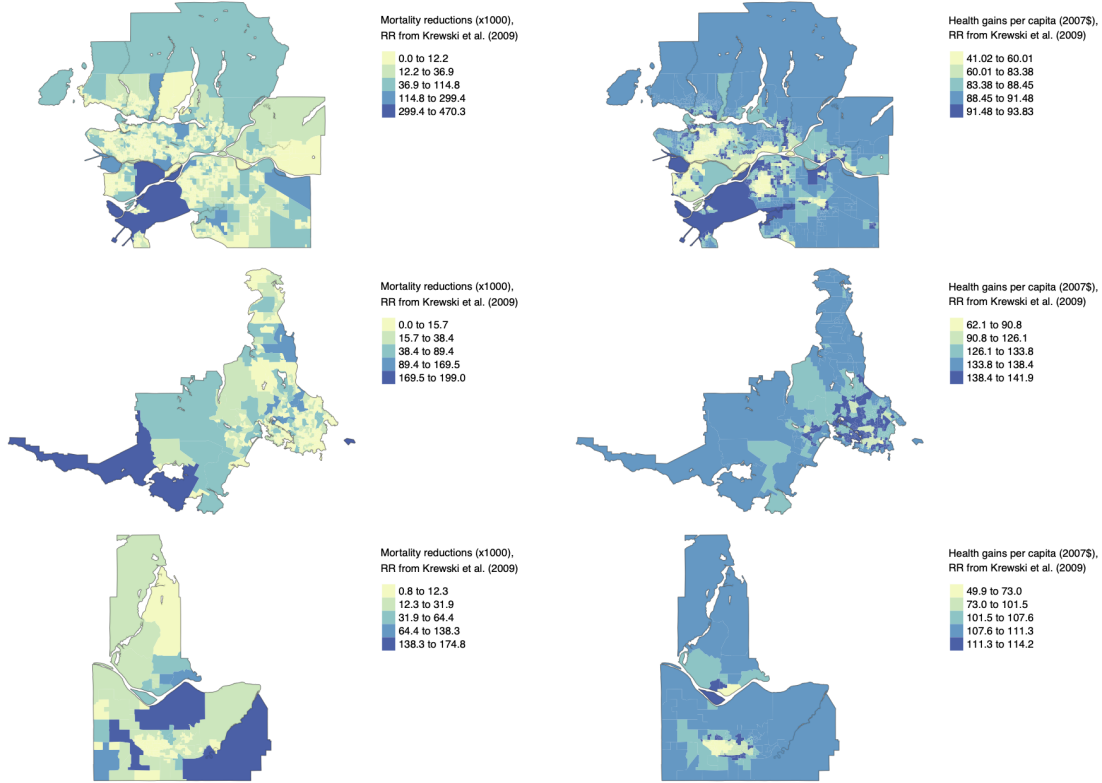 Mortality reductions (x1000),
RR from Krewski et al. (2009)
0.0 to 12.2
12.2 to 36.9
36.9 to 114.8
114.8 to 299.4
299.4 to 470.3
Health gains per capita (2007$),
RR from Krewski et al. (2009)
41.02 to 60.01
60.01 to 83.38
83.38 to 88.45
88.45 to 91.48
91.48 to 93.83
Mortality reductions (x1000),
RR from Krewski et al. (2009)
0.0 to 15.7
15.7 to 38.4
38.4 to 89.4
89.4 to 169.5
169.5 to 199.0
Health gains per capita (2007$),
RR from Krewski et al. (2009)
62.1 to 90.8
90.8 to 126.1
126.1 to 133.8
133.8 to 138.4
138.4 to 141.9
Mortality reductions (x1000),
RR from Krewski et al. (2009)
0.8 to 12.3
12.3 to 31.9
31.9 to 64.4
64.4 to 138.3
138.3 to 174.8
Health gains per capita (2007$),
RR from Krewski et al. (2009)
49.9 to 73.0
73.0 to 101.5
101.5 to 107.6
107.6 to 111.3
111.3 to 114.2